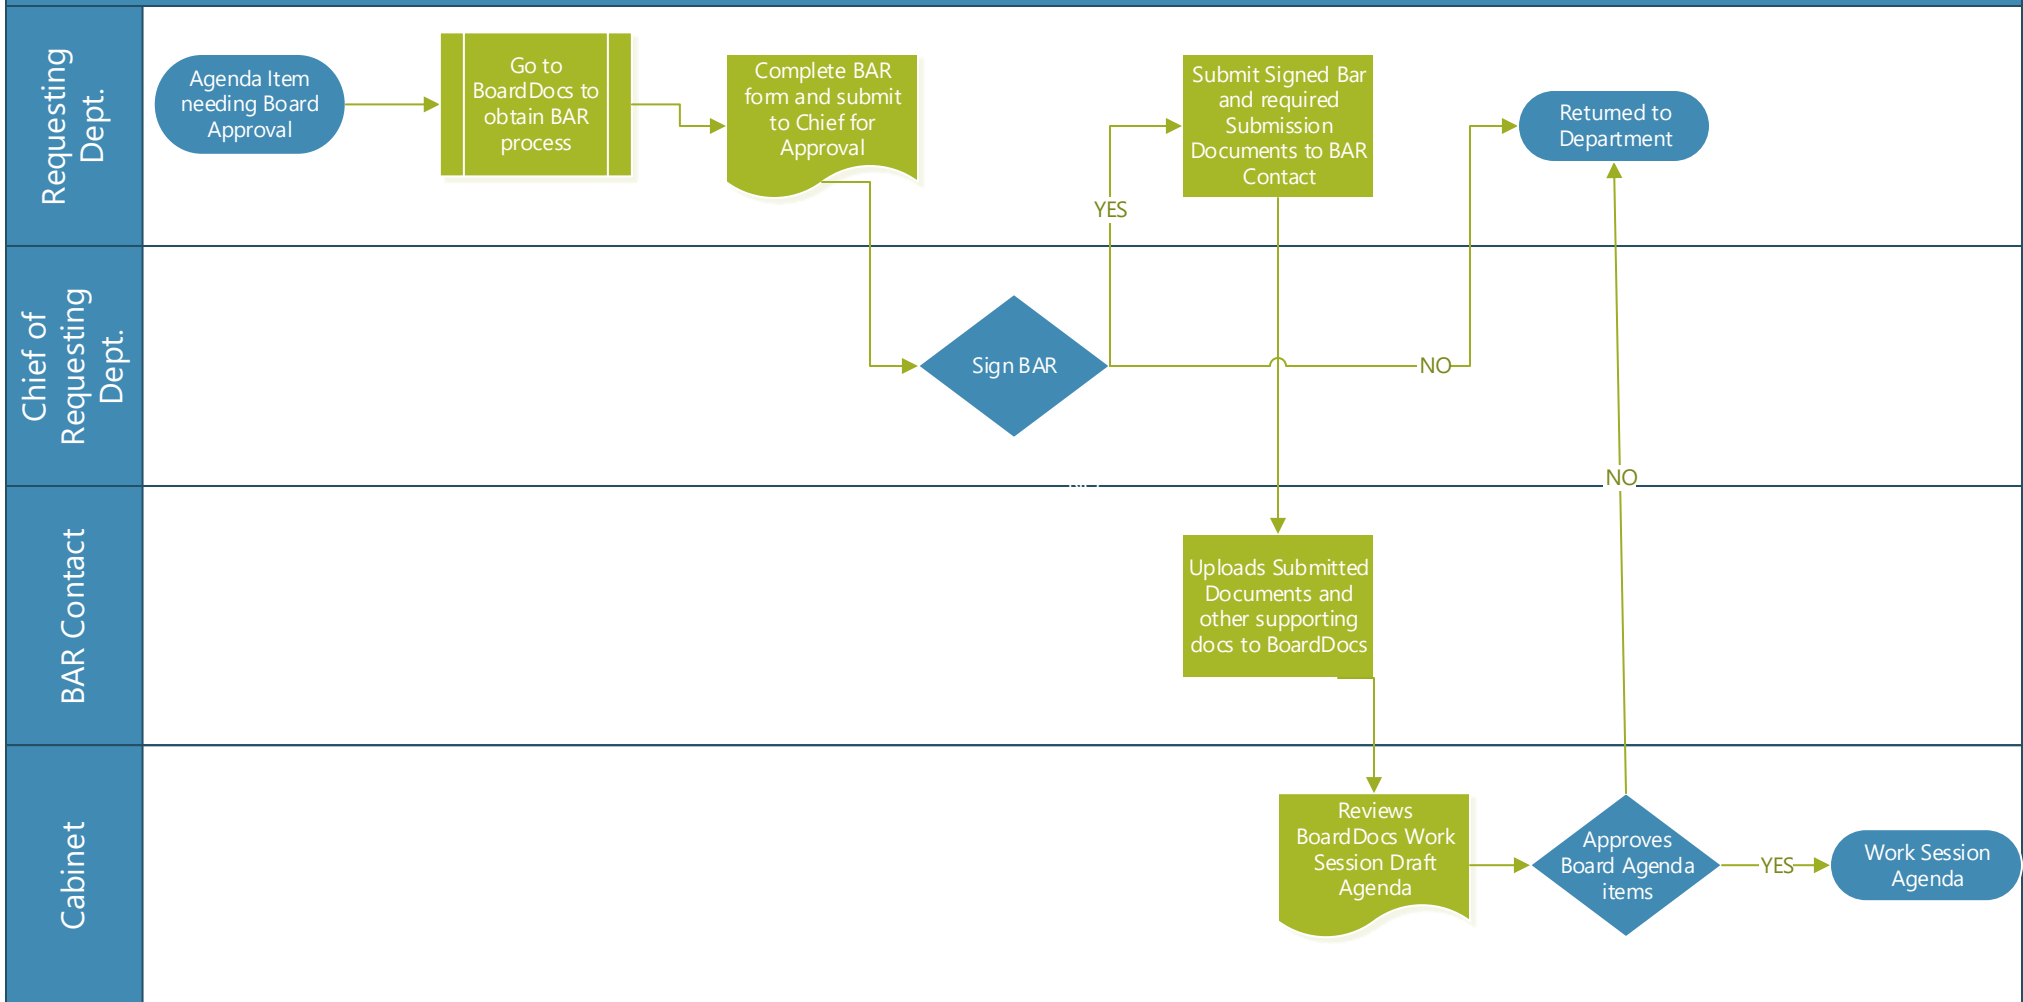 Requesting
Dept.
Agenda Item
needing Board
Approval
Go to
BoardDocs to
obtain BAR
process
Complete BAR
form and submit
to Chief for
Approval
Submit Signed Bar
and required
Submission
Documents to BAR
Contact
Returned to
Department
YES
Chief of
Requesting
Dept.
Sign BAR
NO
NO
BAR Contact
Uploads Submitted
Documents and
other supporting
docs to BoardDocs
Cabinet
Reviews
BoardDocs Work
Session Draft
Agenda
Approves
Board Agenda
items
YES
Work Session
Agenda